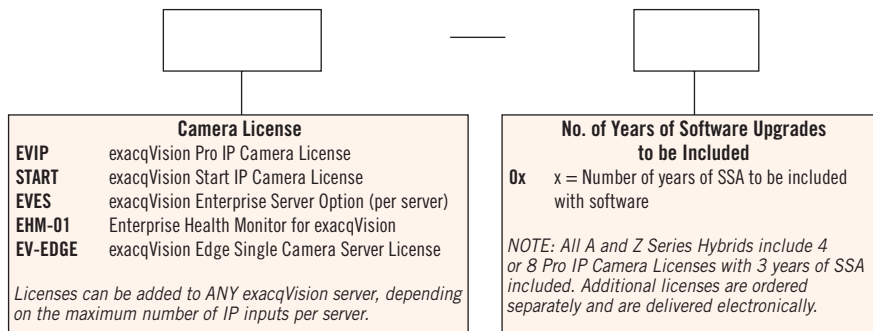 Camera License
EVIP exacqVision Pro IP Camera License
START exacqVision Start IP Camera License
EVES exacqVision Enterprise Server Option (per server)
EHM-01 Enterprise Health Monitor for exacqVision
EV-EDGE exacqVision Edge Single Camera Server License
Licenses can be added to ANY exacqVision server, depending
on the maximum number of IP inputs per server.
No. of Years of Software Upgrades
to be Included
0x x = Number of years of SSA to be included
with software
NOTE: All A and Z Series Hybrids include 4
or 8 Pro IP Camera Licenses with 3 years of SSA
included. Additional licenses are ordered
separately and are delivered electronically.